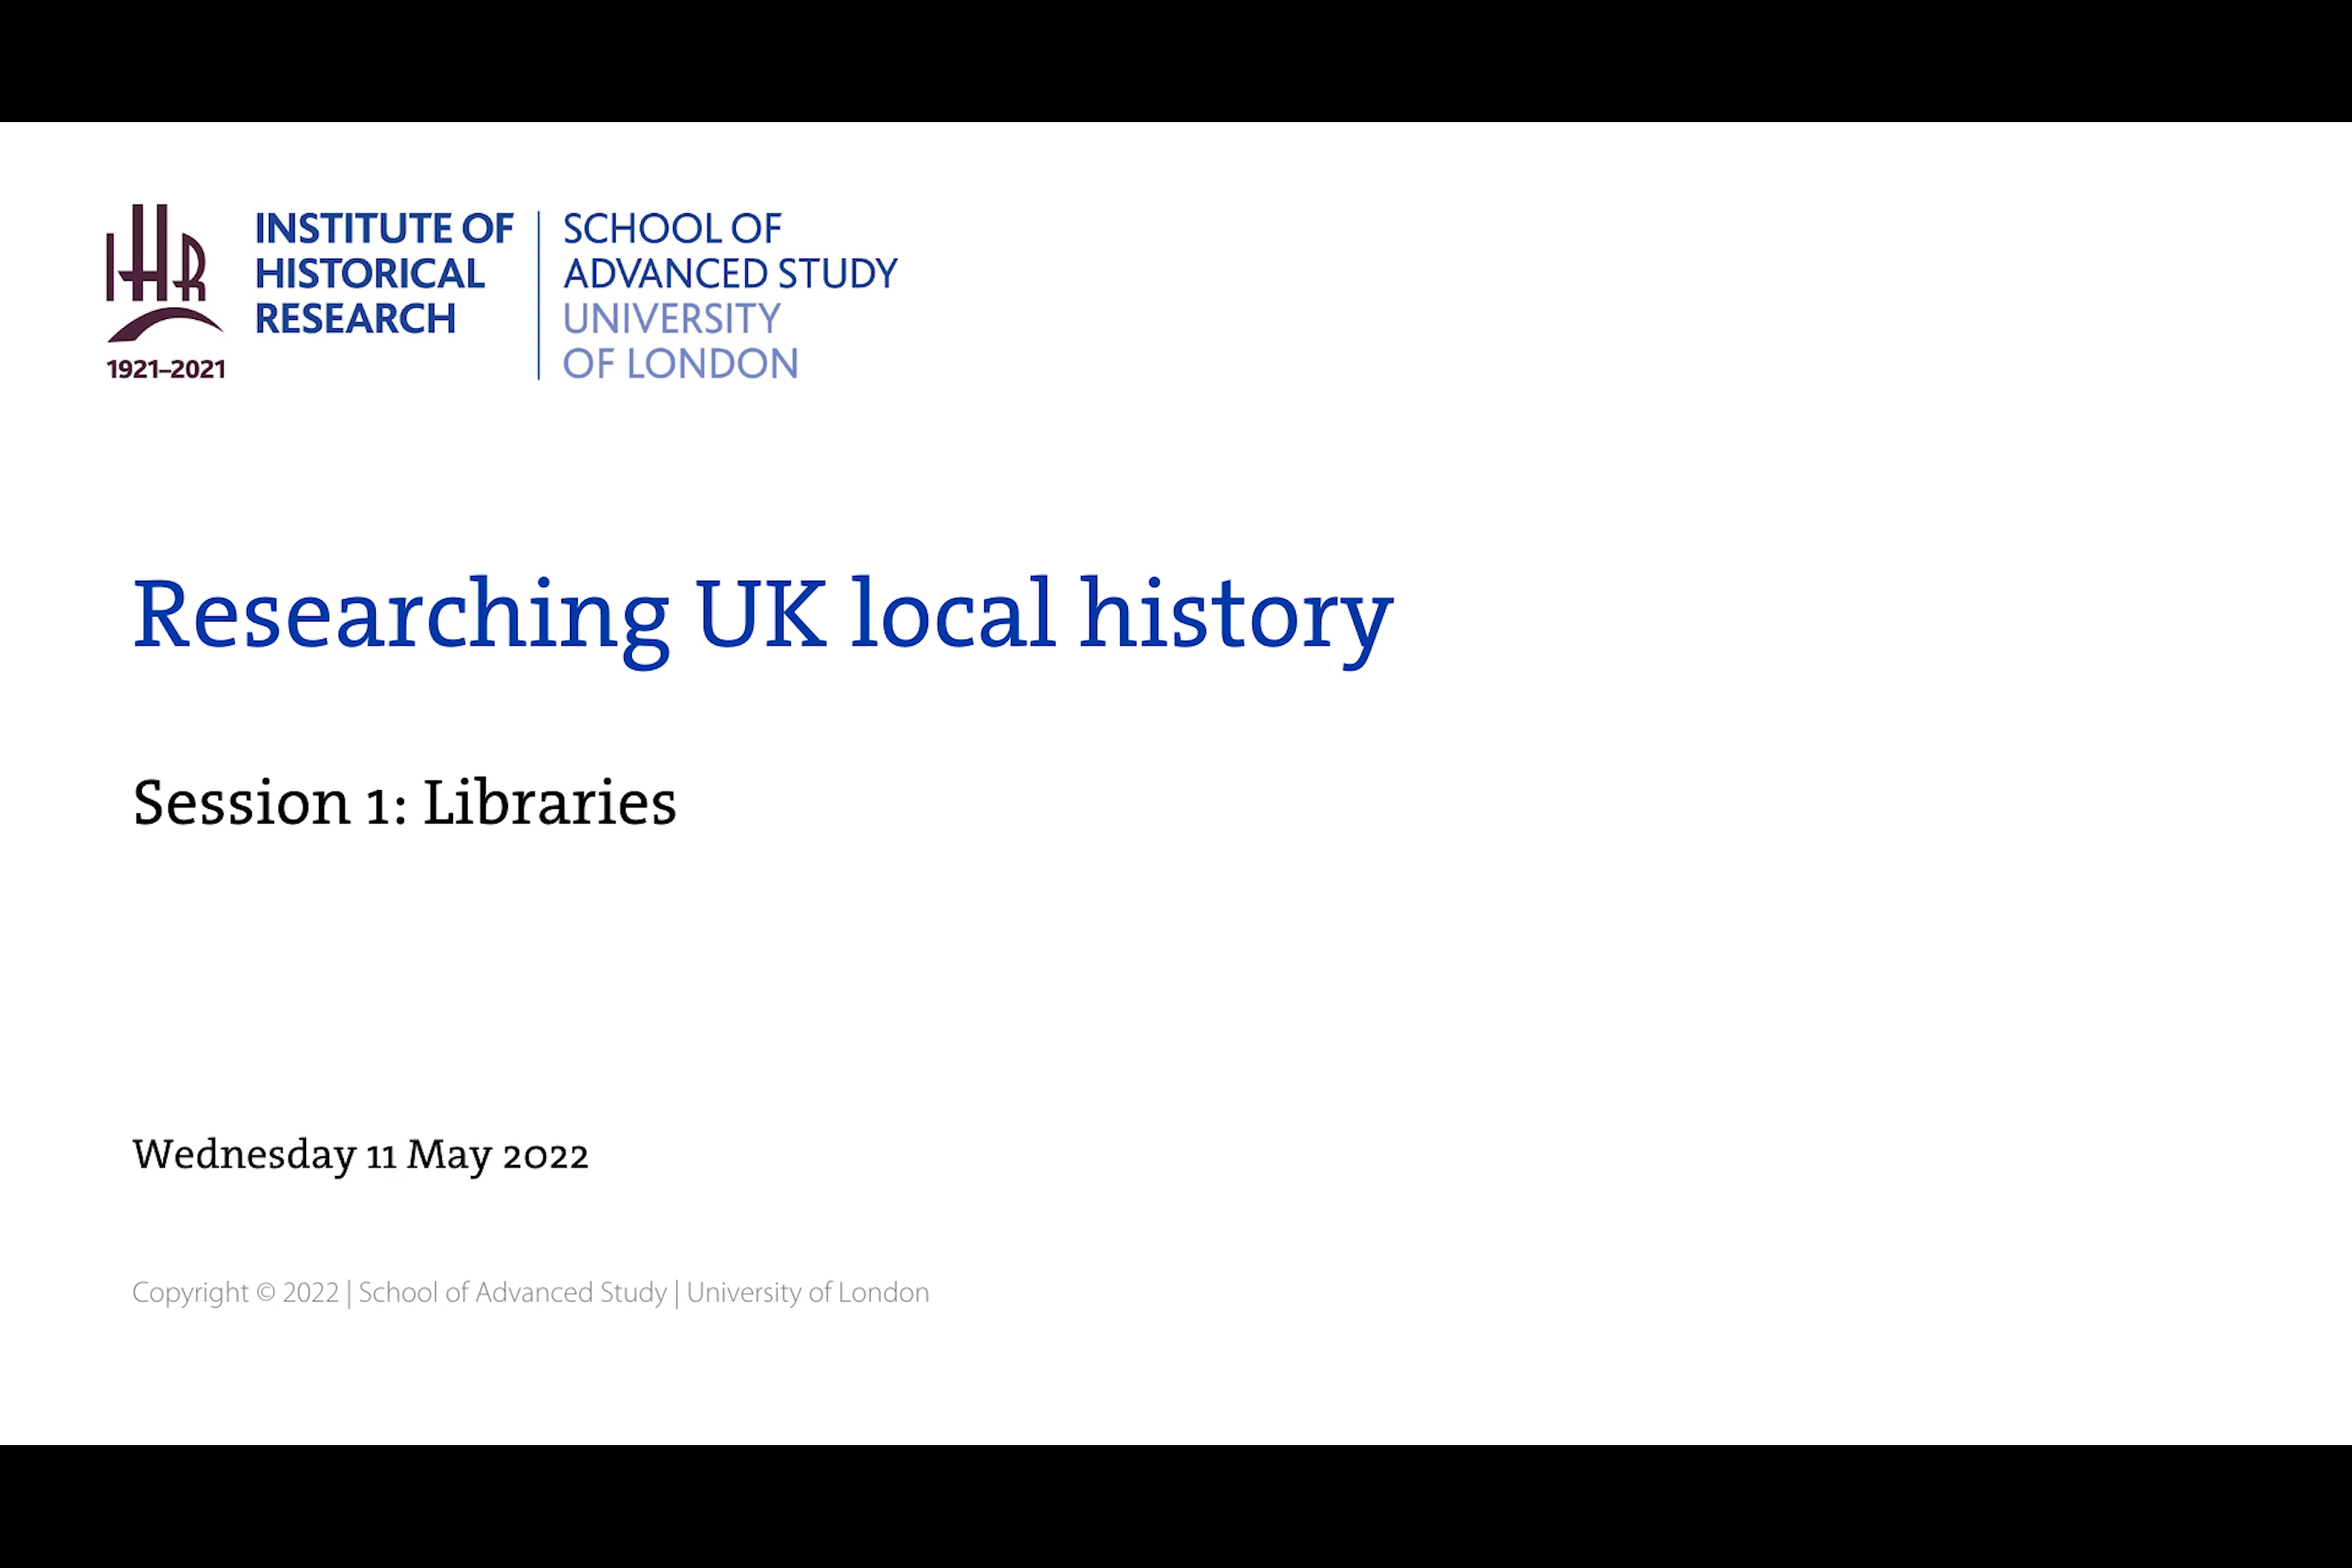 IHR
1921–2021
INSTITUTE OF
HISTORICAL
RESEARCH
SCHOOL OF
ADVANCED STUDY
UNIVERSITY
OF LONDON
Researching UK local history
Session 1: Libraries
Wednesday 11 May 2022
Copyright © 2022 | School of Advanced Study | University of London